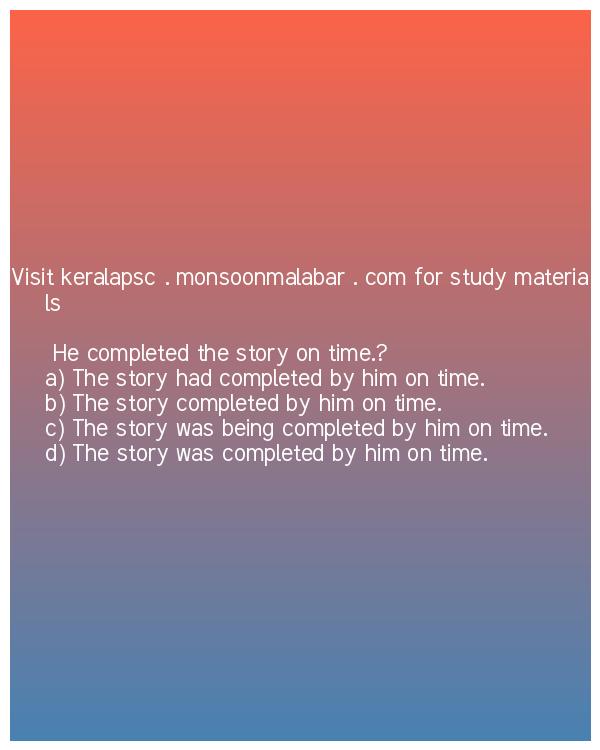 Visit keralapsc . monsoonmalabar . com for study materia
ls
He completed the story on time.?
a) The story had completed by him on time.
b) The story completed by him on time.
c) The story was being completed by him on time.
d) The story was completed by him on time.